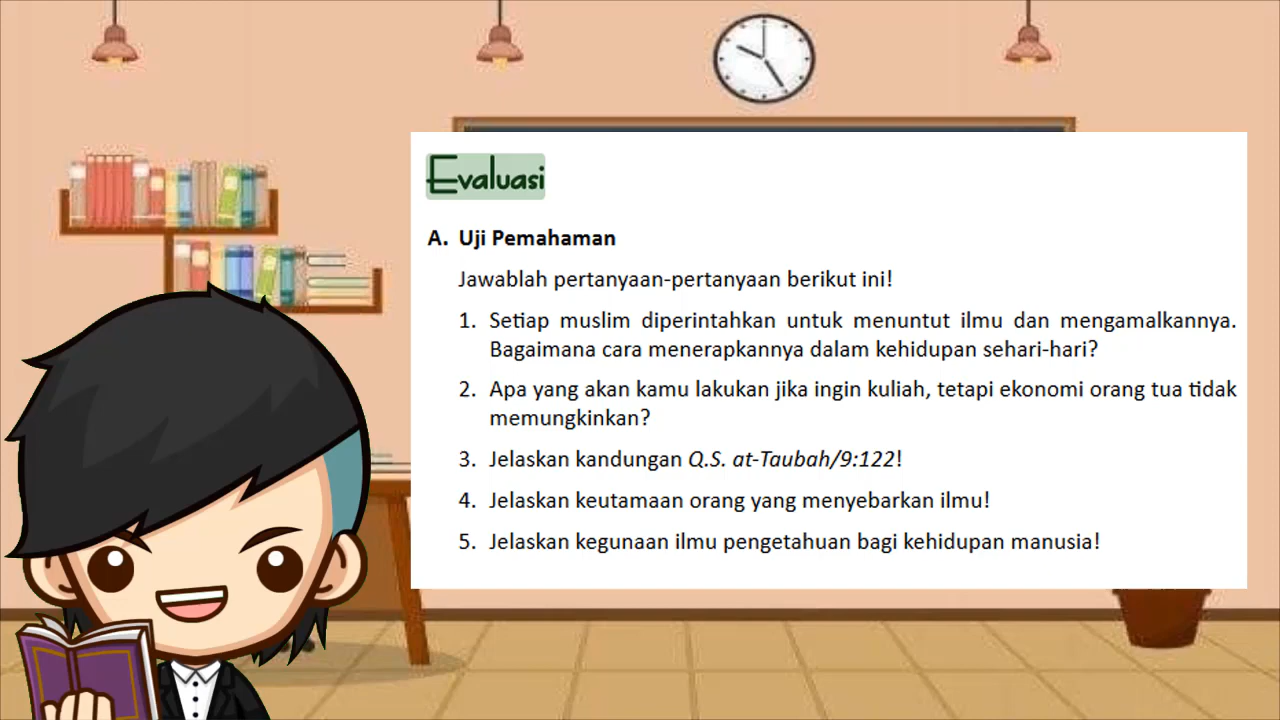 Evaluasi
A. Uji Pemahaman
Jawablah pertanyaan-pertanyaan berikut ini!
1. Setiap muslim diperintahkan untuk menuntut ilmu dan mengamalkannya.
Bagaimana cara menerapkannya dalam kehidupan sehari-hari?
2. Apa yang akan kamu lakukan jika ingin kuliah, tetapi ekonomi orang tua tidak
memungkinkan?
3. Jelaskan kandungan Q.S. at-Taubah/9:122!
4. Jelaskan keutamaan orang yang menyebarkan ilmu!
5. Jelaskan kegunaan ilmu pengetahuan bagi kehidupan manusia!